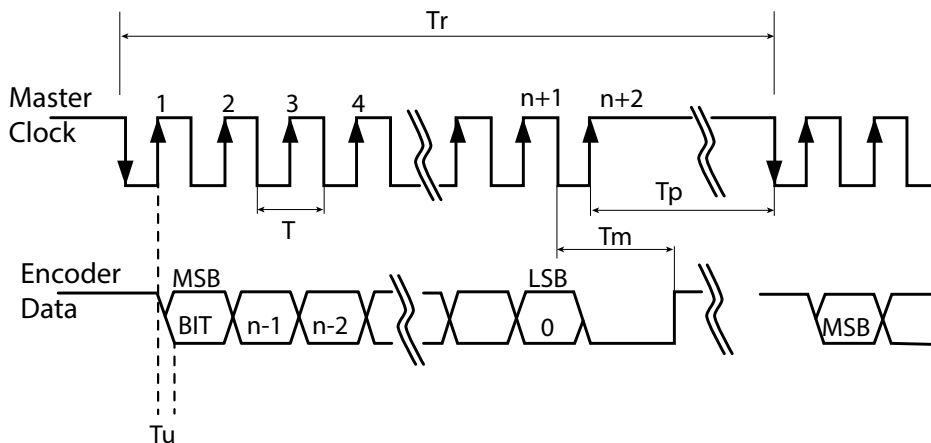 Tr
Master
Clock
1 2 3 4 n+1 n+2
T
Tp
Tm
Encoder
Data
MSB LSB
BIT n-1 n-2 0 MSB
Tu